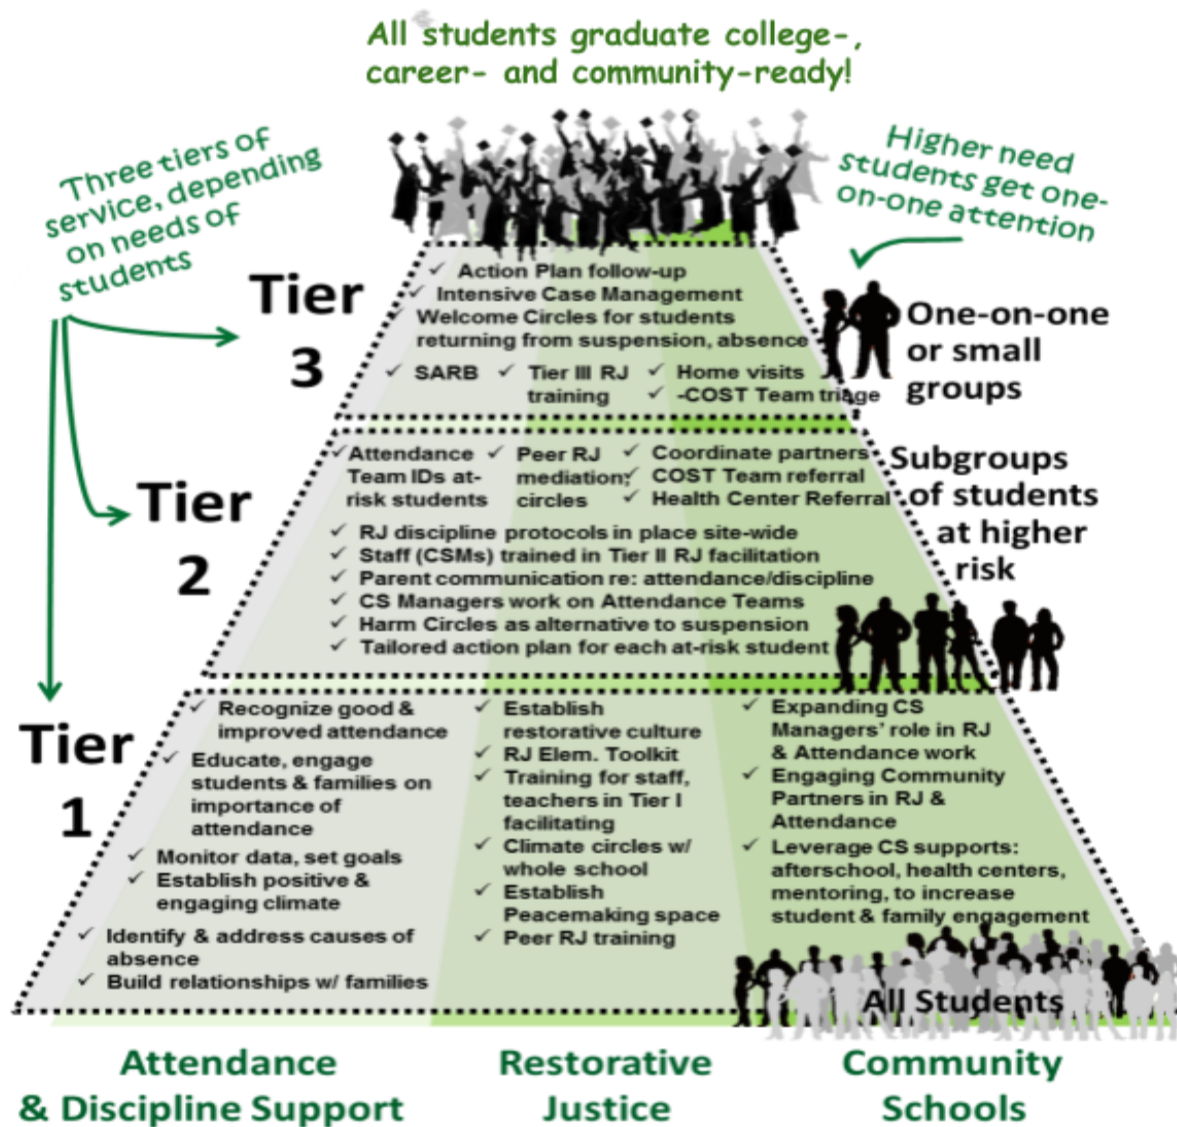 All students graduate college-,
career- and community-ready!
Three tiers of
service, depending
on needs of
students
Higher need
students get one-
on-one attention
Tier
3
✓ Action Plan follow-up
✓ Intensive Case Management
✓ Welcome Circles for students
returning from suspension, absence
✓ SARB
✓ Tier III RJ
training
✓ Home visits
✓ -COST Team triage
One-on-one
or small
groups
Tier
2
✓ Attendance
Team IDs at-
risk students
✓ Peer RJ
mediation;
circles
✓ Coordinate partners
✓ COST Team referral
✓ Health Center Referral
✓ RJ discipline protocols in place site-wide
✓ Staff (CSMs) trained in Tier II RJ facilitation
✓ Parent communication re: attendance/discipline
✓ CS Managers work on Attendance Teams
✓ Harm Circles as alternative to suspension
✓ Tailored action plan for each at-risk student
Subgroups
of students
at higher
risk
Tier
1
✓ Recognize good &
improved attendance
✓ Educate, engage
students & families on
importance of
attendance
✓ Monitor data, set goals
✓ Establish positive &
engaging climate
✓ Identify & address causes of
absence
✓ Build relationships w/ families
✓ Establish
restorative culture
✓ RJ Elem. Toolkit
✓ Training for staff,
teachers in Tier I
facilitating
✓ Climate circles w/
whole school
✓ Establish
Peacemaking space
✓ Peer RJ training
✓ Expanding CS
Managers' role in RJ
& Attendance work
✓ Engaging Community
Partners in RJ &
Attendance
✓ Leverage CS supports:
afterschool, health centers,
mentoring, to increase
student & family engagement
All Students
Attendance
& Discipline Support
Restorative
Justice
Community
Schools